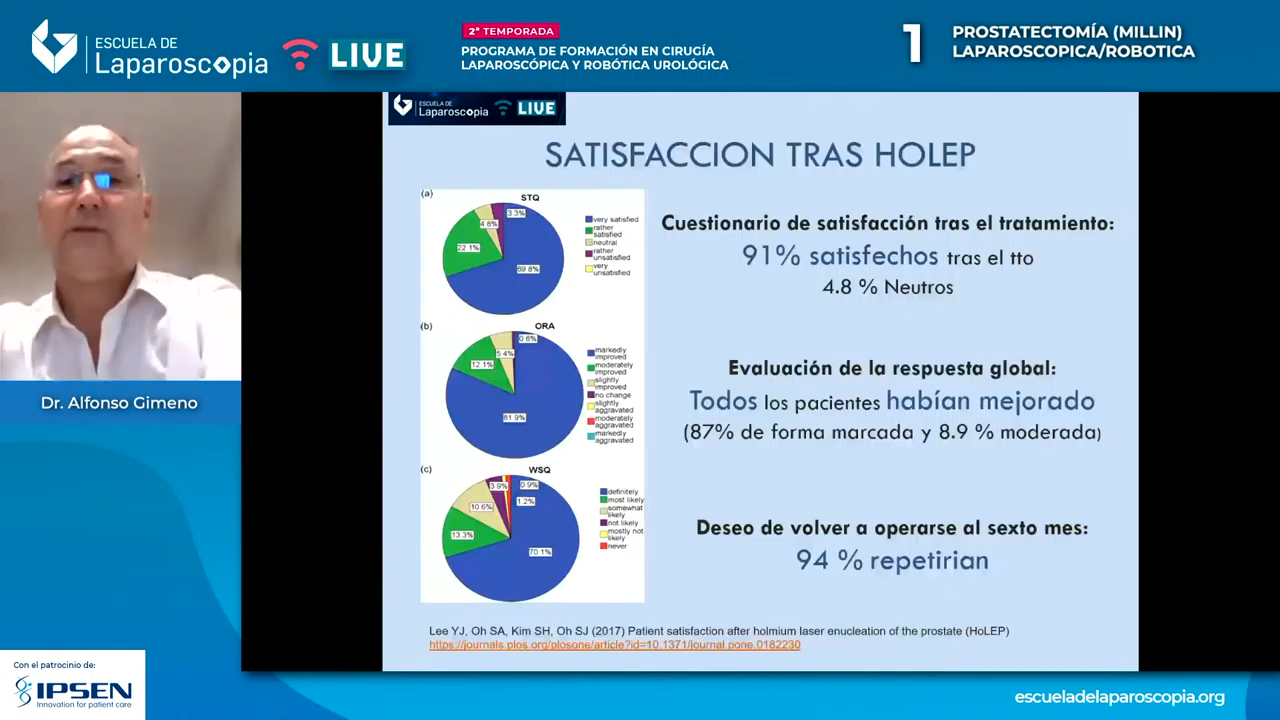 ESCUELA DE
Laparoscopia
LIVE
2ª TEMPORADA
PROGRAMA DE FORMACIÓN EN CIRUGÍA
LAPAROSCÓPICA Y ROBÓTICA UROLÓGICA
1
PROSTATECTOMÍA (MILLIN)
LAPAROSCOPICA/ROBOTICA
ESCUELA DE
Laparoscopia
LIVE
SATISFACCION TRAS HOLEP
(a)
STQ
3.3%
4.8%
22.1%
69.8%
very satisfied
rather
satisfied
neutral
rather
unsatisfied
very
unsatisfied
Cuestionario de satisfacción tras el tratamiento:
91% satisfechos tras el tto
4.8 % Neutros
(b)
ORA
0.6%
5.4%
12.1%
81.9%
markedly
improved
moderately
improved
slightly
improved
no change
slightly
aggravated
moderately
aggravated
markedly
aggravated
Evaluación de la respuesta global:
Todos los pacientes habían mejorado
(87% de forma marcada y 8.9 % moderada)
(c)
WSQ
3.9%
0.9%
1.2%
10.6%
13.3%
70.1%
definitely
most likely
somewhat
likely
not likely
mostly not
likely
never
Deseo de volver a operarse al sexto mes:
94 % repetirian
Lee YJ, Oh SA, Kim SH, Oh SJ (2017) Patient satisfaction after holmium laser enucleation of the prostate (HoLEP)
https://journals.plos.org/plosone/article?id=10.1371/journal.pone.0182230
Dr. Alfonso Gimeno
Con el patrocinio de:
IPSEN
Innovation for patient care
escueladelaparoscopia.org